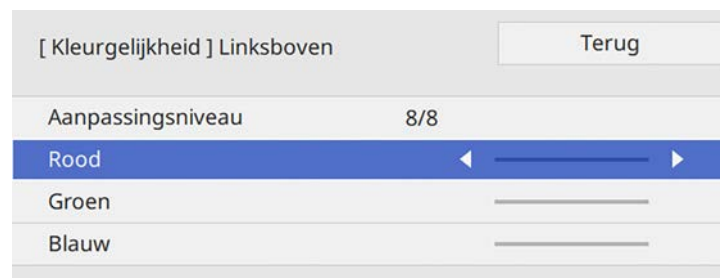 [ Kleurgelijkheid ] Linksboven Terug
Aanpassingsniveau 8/8
Rood
Groen
Blauw